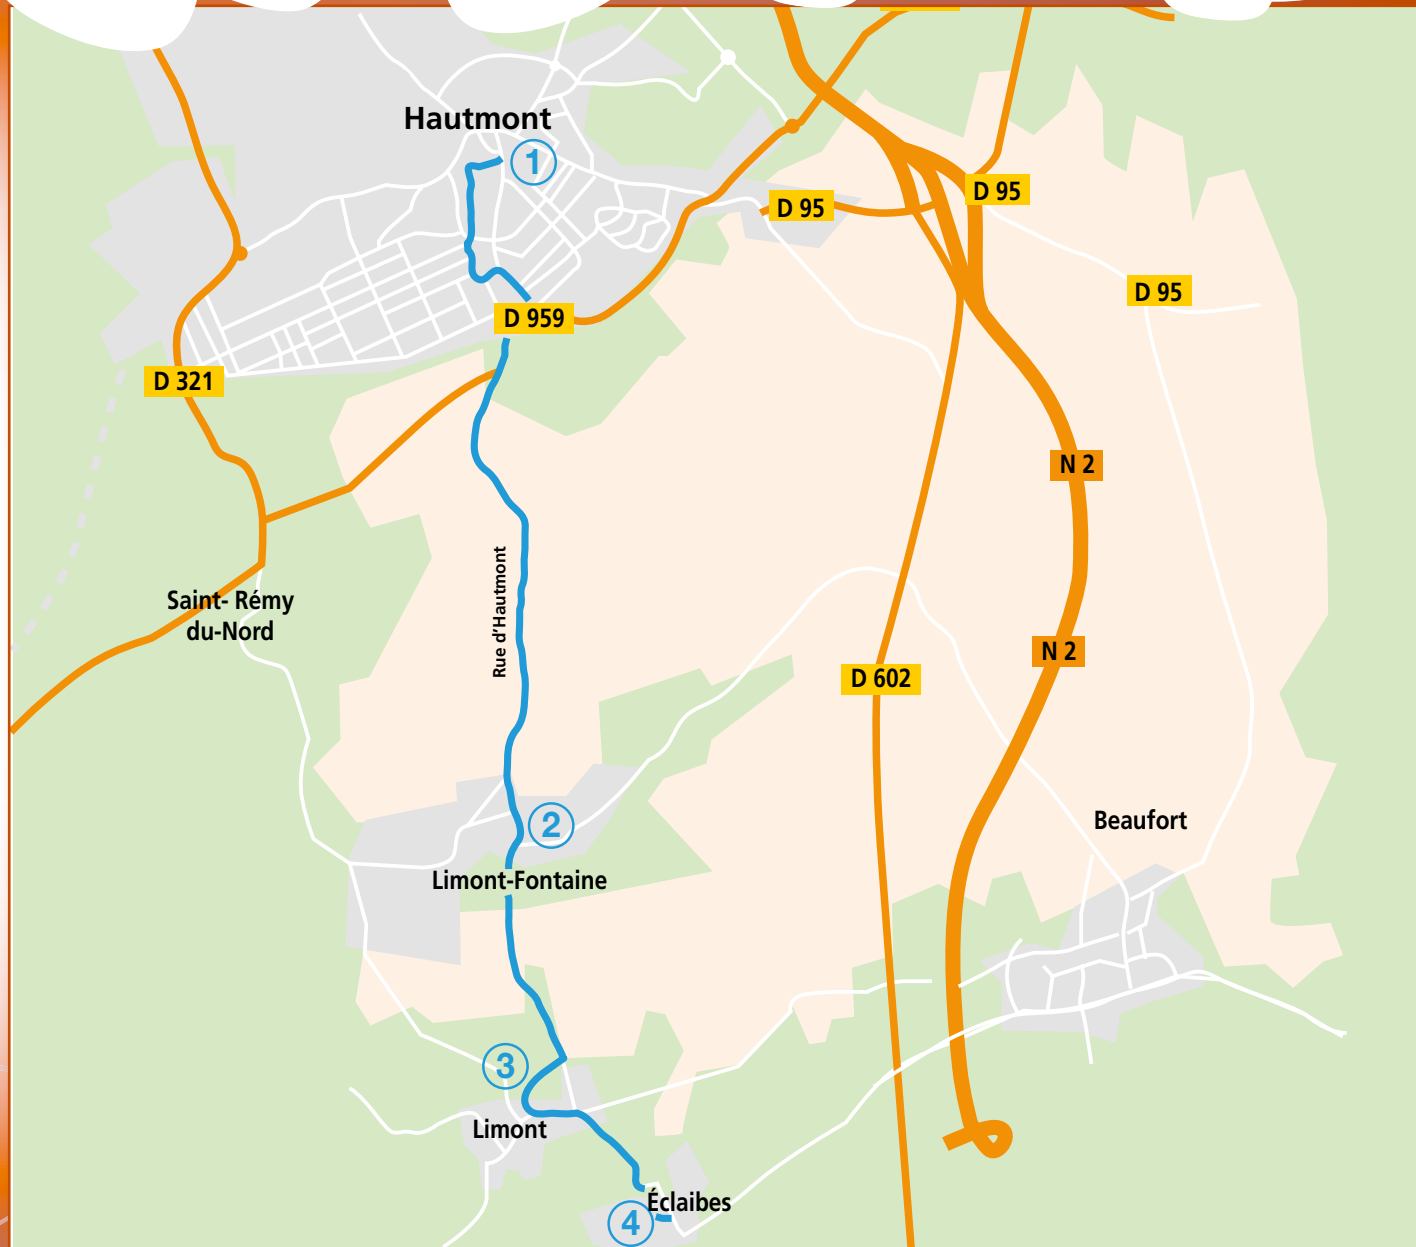 Hautmont
1
D 95
D 95
D 95
D 959
D 321
N 2
Rue d'Hautmont
Saint- Rémy
du-Nord
N 2
D 602
Beaufort
2
Limont-Fontaine
3
Limont
Éclaibes
4